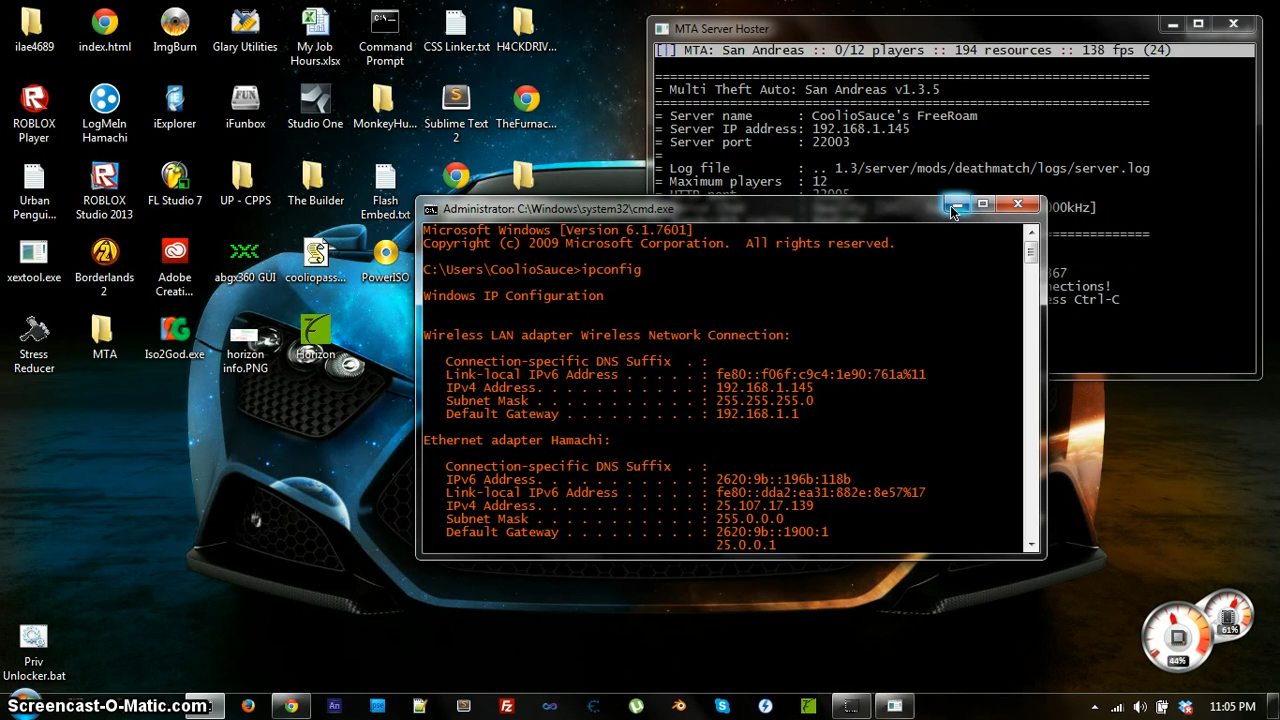 ilae4689
index.html
ImgBurn
Glary Utilities
My Job
Hours.xlsx
Command
Prompt
CSS Linker.txt
H4CKDRIV...
ROBLOX
Player
LogMeIn
Hamachi
iExplorer
iFunbox
Studio One
MonkeyHu...
Sublime Text
2
TheFurnac...
Urban
Pengui...
ROBLOX
Studio 2013
FL Studio 7
UP - CPPS
The Builder
Flash
Embed.txt
xextool.exe
Borderlands
2
Adobe
Creati...
abgx360 GUI
cooliopass...
PowerISO
Stress
Reducer
MTA
Iso2God.exe
horizon
info.PNG
Horizon
Priv
Unlocker.bat
MTA Server Hoster
[|] MTA: San Andreas :: 0/12 players :: 194 resources :: 138 fps (24)
==================================================================
= Multi Theft Auto: San Andreas v1.3.5
==================================================================
= Server name : CoolioSauce's FreeRoam
= Server IP address: 192.168.1.145
= Server port : 22003
=
= Log file : .. 1.3/server/mods/deathmatch/logs/server.log
= Maximum players : 12
= HTTP port : 22005
000kHz]
367
nections!
ess Ctrl-C
Administrator: C:\Windows\system32\cmd.exe
Microsoft Windows [Version 6.1.7601]
Copyright (c) 2009 Microsoft Corporation. All rights reserved.
C:\Users\CoolioSauce>ipconfig
Windows IP Configuration
Wireless LAN adapter Wireless Network Connection:
Connection-specific DNS Suffix . :
Link-local IPv6 Address . . . . . : fe80::f06f:c9c4:1e90:761a%11
IPv4 Address. . . . . . . . . . . : 192.168.1.145
Subnet Mask . . . . . . . . . . . : 255.255.255.0
Default Gateway . . . . . . . . . : 192.168.1.1
Ethernet adapter Hamachi:
Connection-specific DNS Suffix . :
IPv6 Address. . . . . . . . . . . : 2620:9b::196b:118b
Link-local IPv6 Address . . . . . : fe80::dda2:ea31:882e:8e57%17
IPv4 Address. . . . . . . . . . . : 25.107.17.139
Subnet Mask . . . . . . . . . . . : 255.0.0.0
Default Gateway . . . . . . . . . : 2620:9b::1900:1
25.0.0.1
61%
44%
Screencast-O-Matic.com
11:05 PM